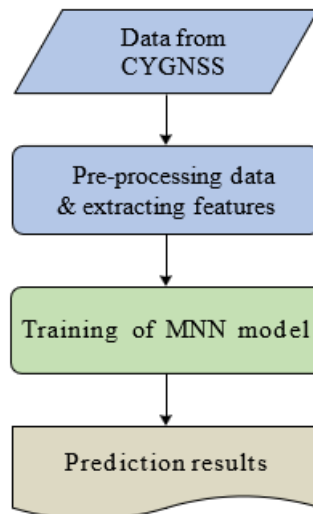 Data from
CYGNSS
Pre-processing data
& extracting features
Training of MNN model
Prediction results